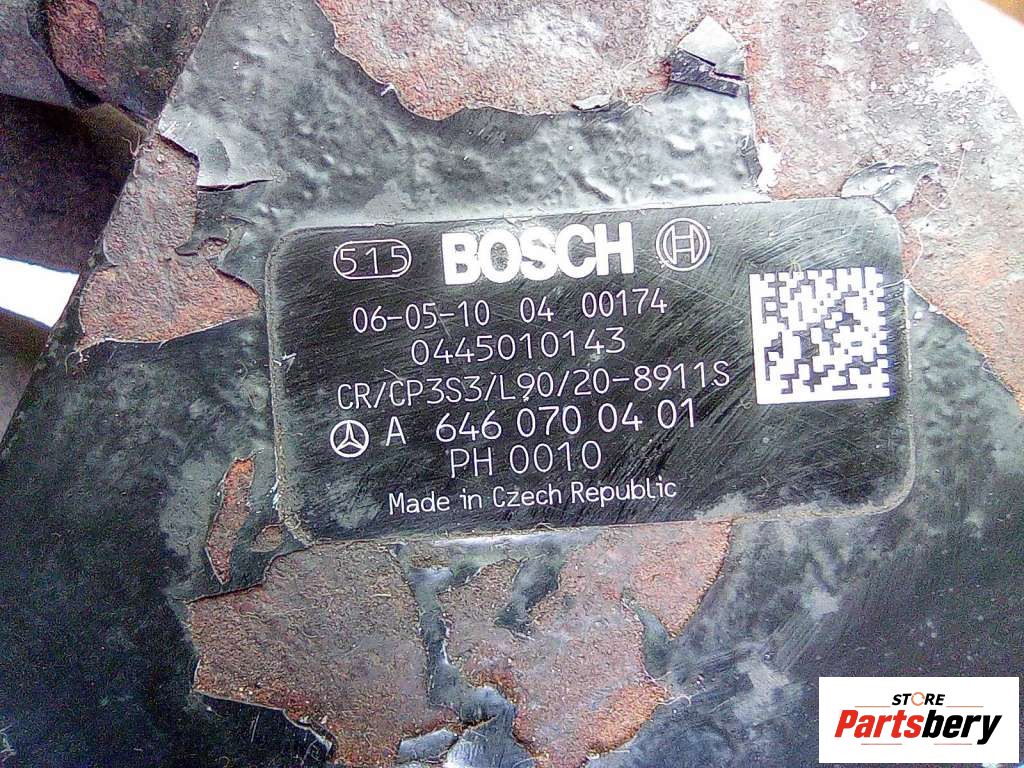 515 BOSCH
06-05-10 04 00174
0445010143
CR/CP3S3/L90/20-8911S
A 646 070 04 01
PH 0010
Made in Czech Republic
STORE
Partsbery